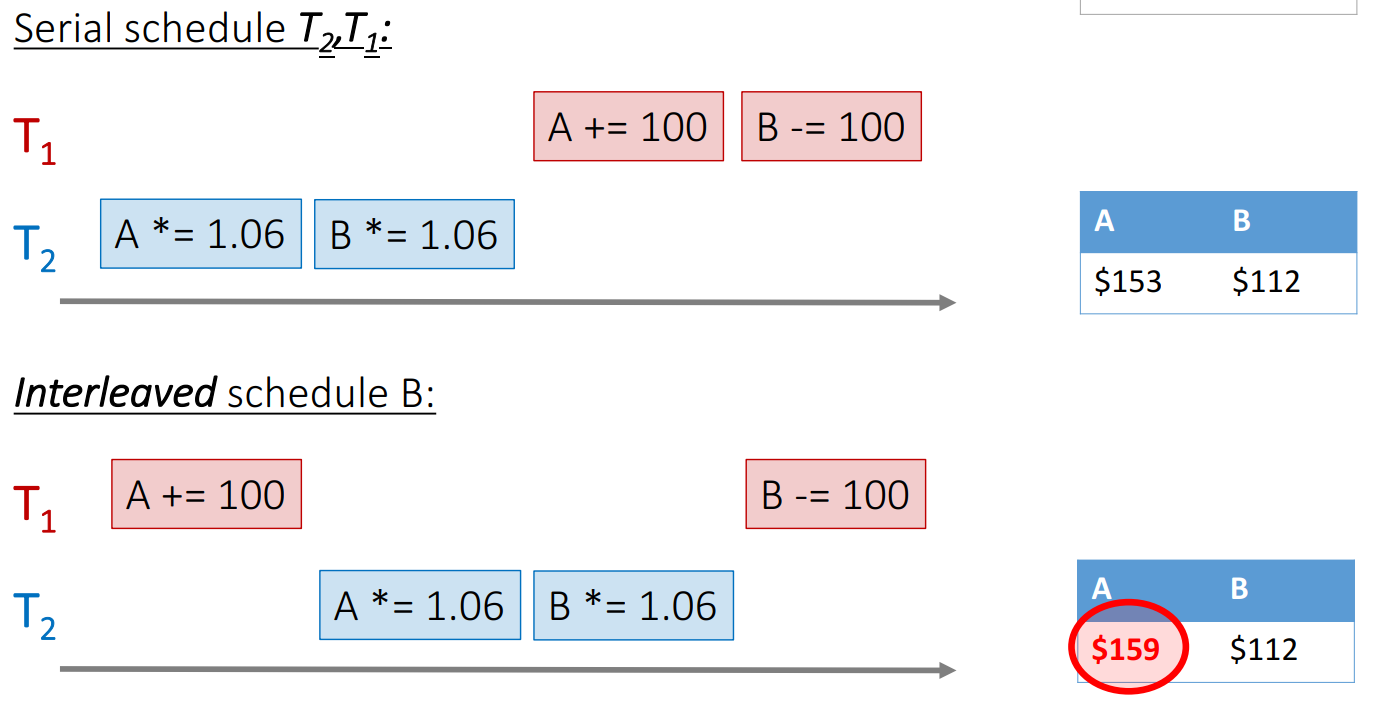 Serial schedule T2,T1:
T1 A += 100 B -= 100
T2 A *= 1.06 B *= 1.06
A B
$153 $112
Interleaved schedule B:
T1 A += 100 B -= 100
T2 A *= 1.06 B *= 1.06
A B
$159 $112